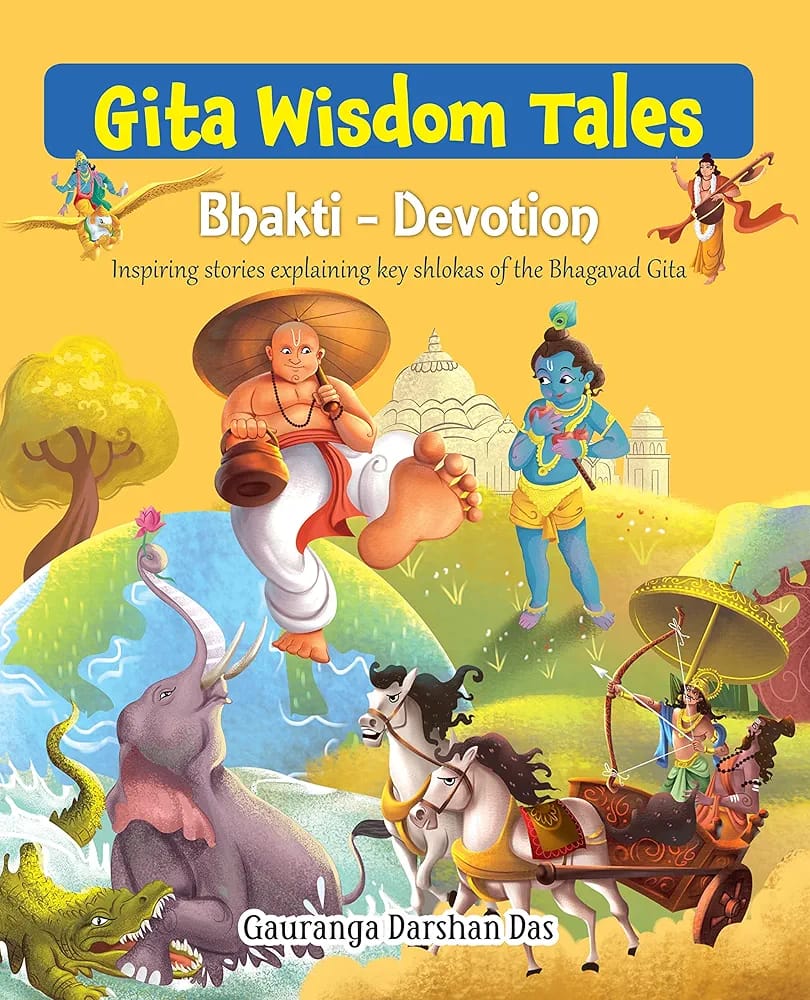 Gita Wisdom Tales
Bhakti - Devotion
Inspiring stories explaining key shlokas of the Bhagavad Gita
Gauranga Darshan Das